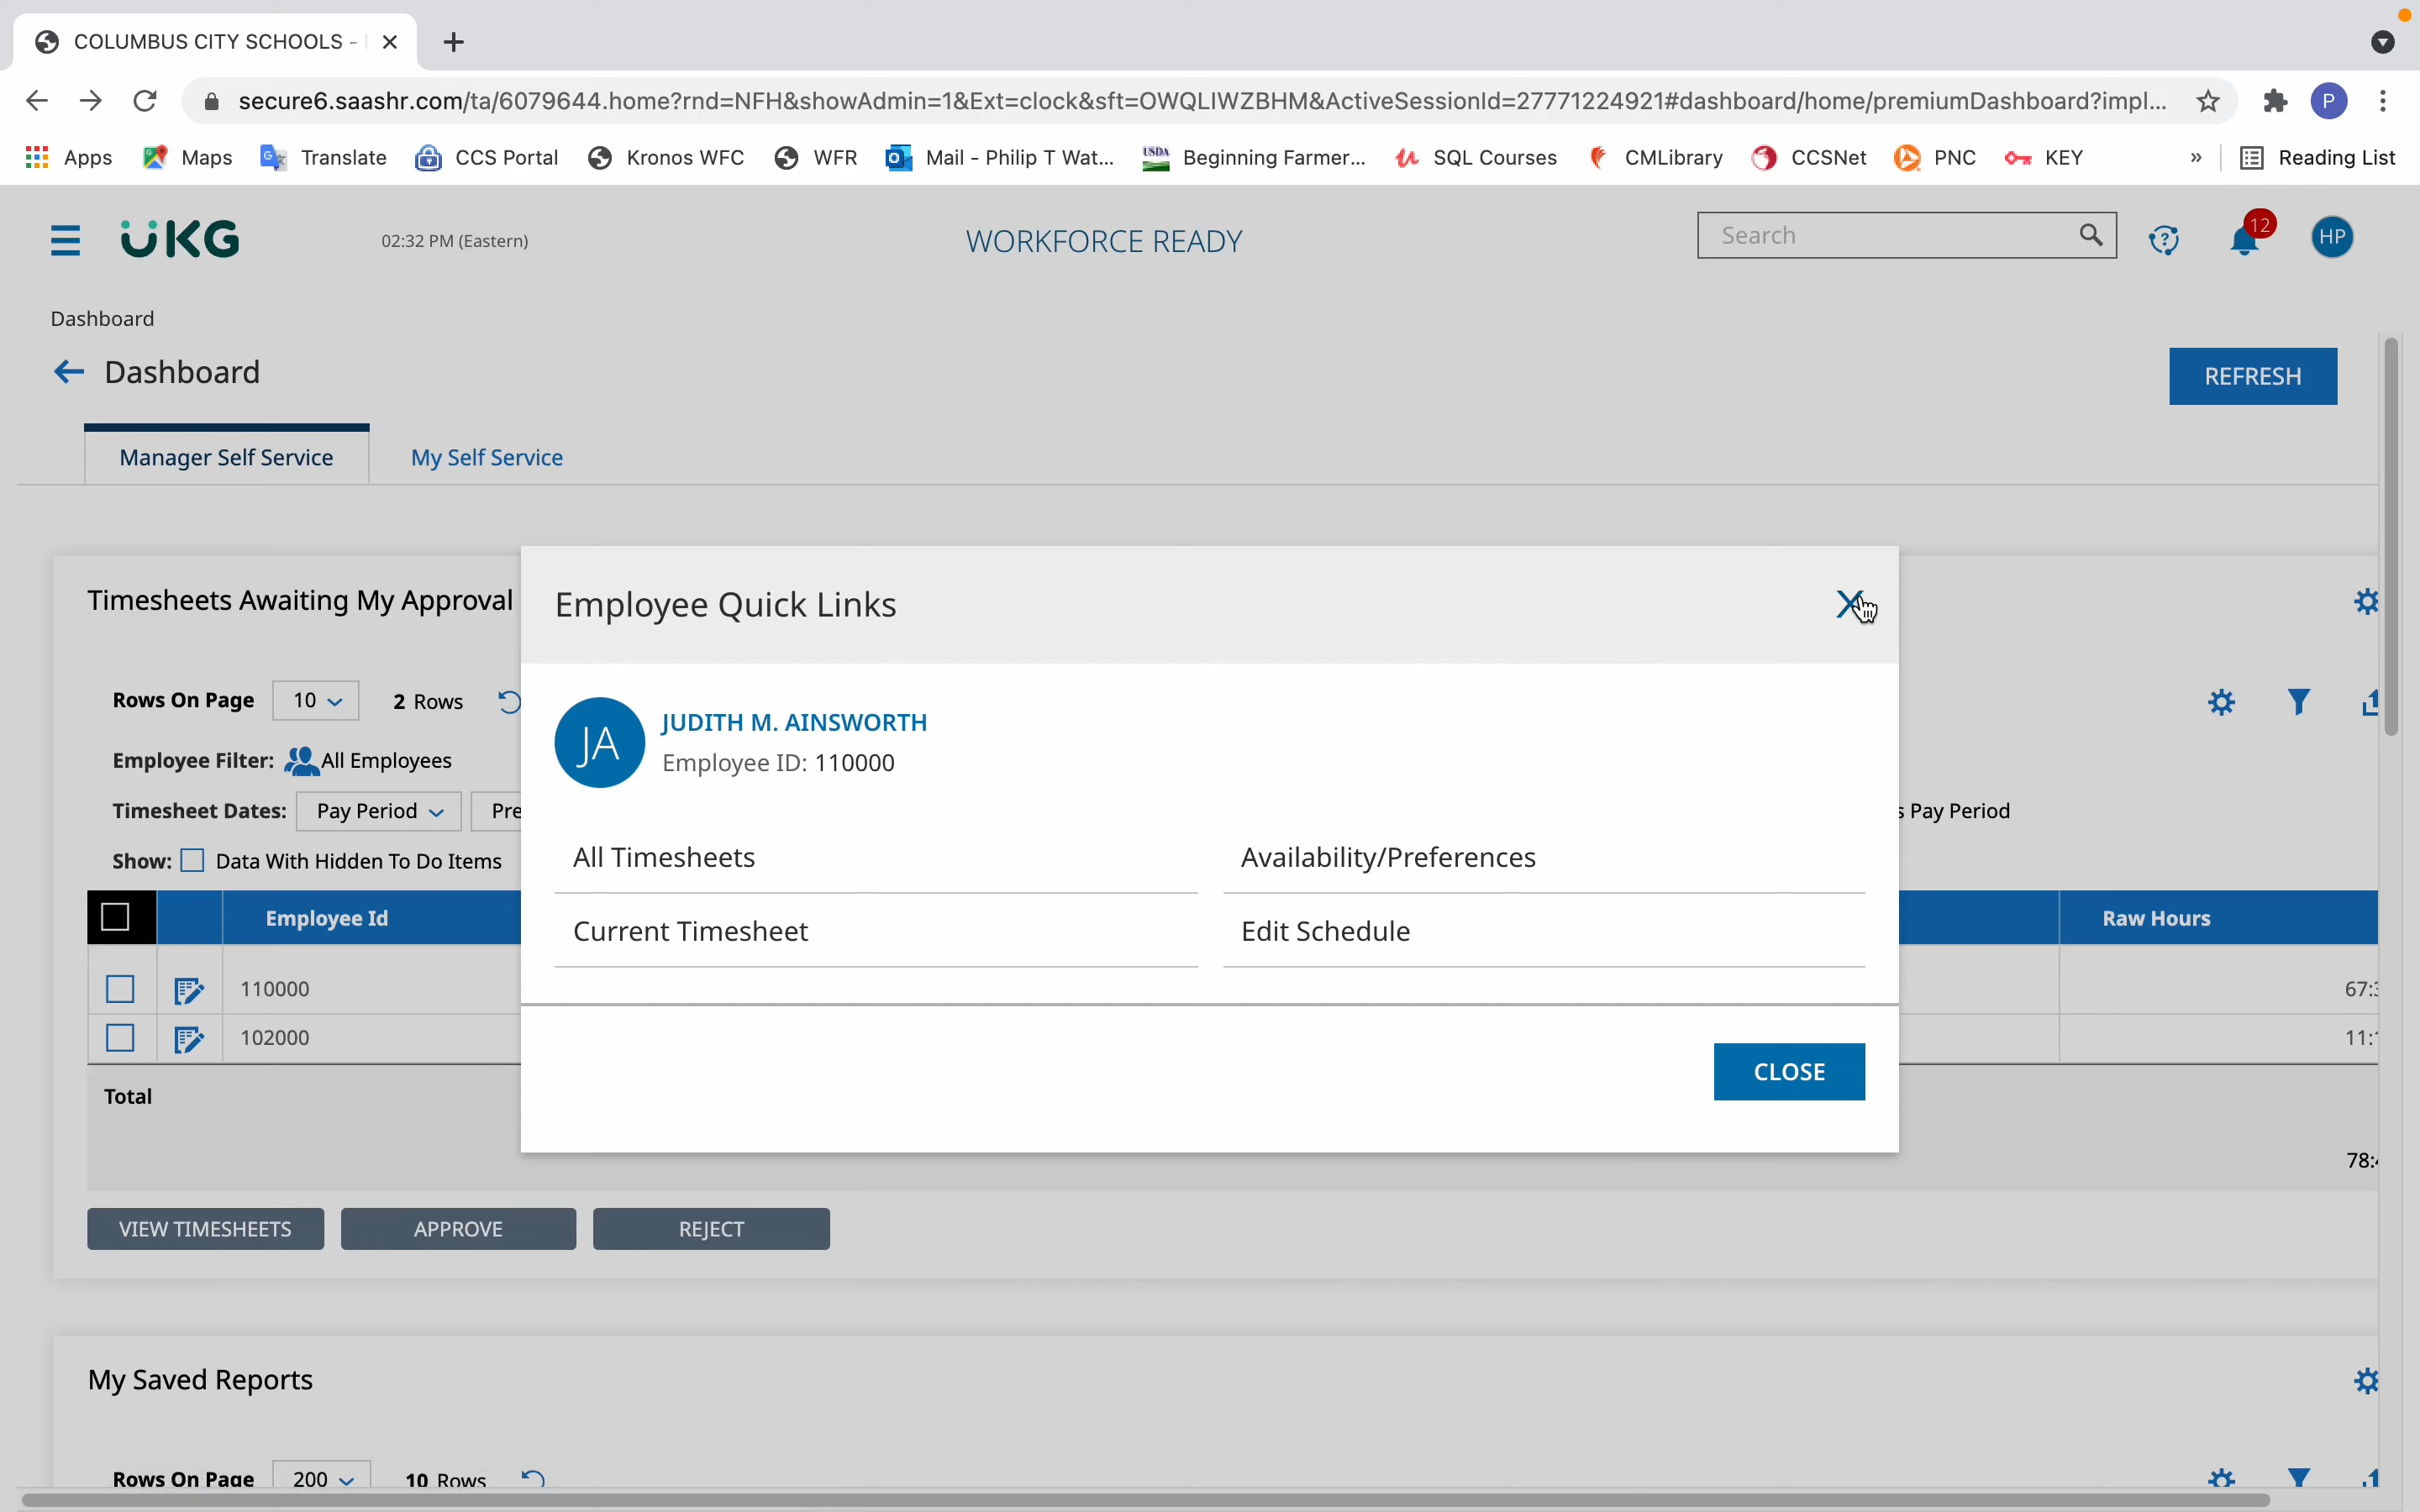 COLUMBUS CITY SCHOOLS -
secure6.saashr.com/ta/6079644.home?rnd=NFH&showAdmin=1&Ext=clock&sft=OWQLIWZBHM&ActiveSessionId=27771224921#dashboard/home/premiumDashboard?impl...
P
Apps Maps Translate CCS Portal Kronos WFC WFR Mail - Philip T Wat... Beginning Farmer... SQL Courses CMLibrary CCSNet PNC KEY » Reading List
UKG 02:32 PM (Eastern) WORKFORCE READY Search 12 HP
Dashboard
Dashboard REFRESH
Manager Self Service My Self Service
Timesheets Awaiting My Approval
Employee Quick Links
Rows On Page 10 2 Rows
JA JUDITH M. AINSWORTH
Employee ID: 110000
Employee Filter: All Employees
Timesheet Dates: Pay Period Pre s Pay Period
Show: Data With Hidden To Do Items
All Timesheets Availability/Preferences
Current Timesheet Edit Schedule
Employee Id Raw Hours
110000 67:
102000 11:
CLOSE
Total
78:
VIEW TIMESHEETS APPROVE REJECT
My Saved Reports
Rows On Page 200 10 Rows